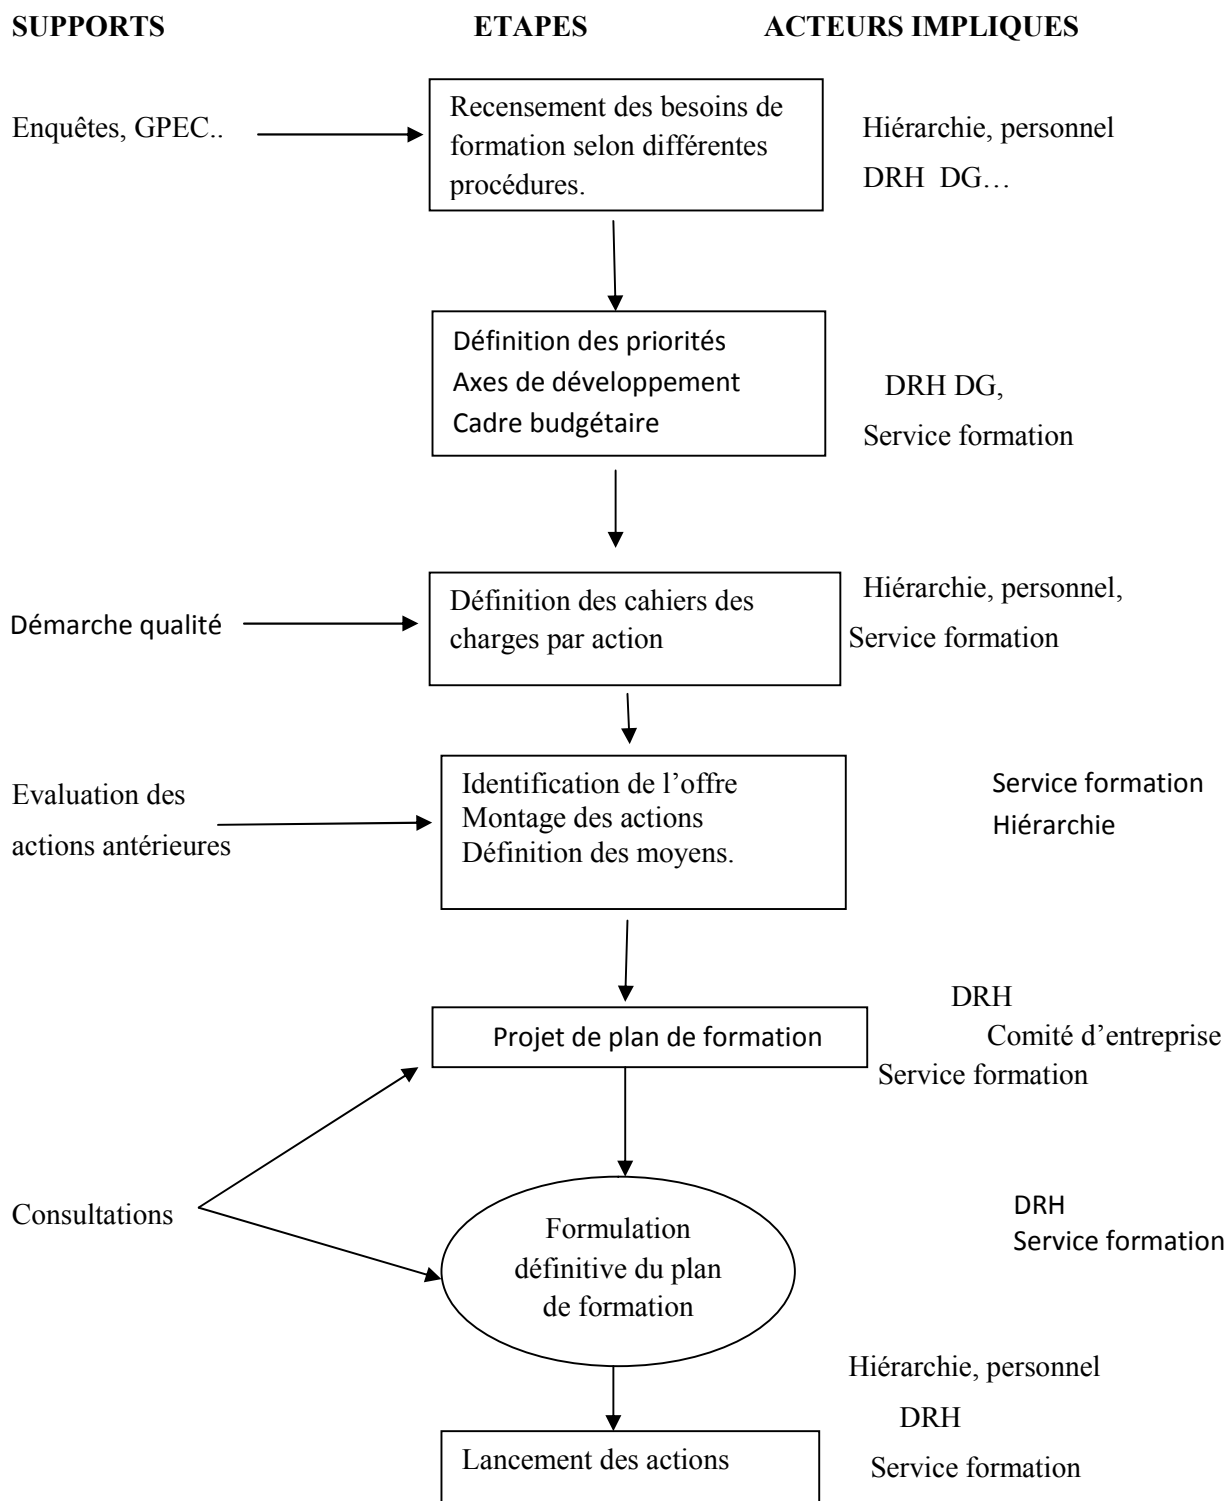 SUPPORTS ETAPES ACTEURS IMPLIQUES
Enquêtes, GPEC..
Recensement des besoins de
formation selon différentes
procédures.
Hiérarchie, personnel
DRH DG…
Définition des priorités
Axes de développement
Cadre budgétaire
DRH DG,
Service formation
Démarche qualité
Définition des cahiers des
charges par action
Hiérarchie, personnel,
Service formation
Evaluation des
actions antérieures
Identification de l’offre
Montage des actions
Définition des moyens.
Service formation
Hiérarchie
Projet de plan de formation
DRH
Comité d’entreprise
Service formation
Consultations
Formulation
définitive du plan
de formation
DRH
Service formation
Lancement des actions
Hiérarchie, personnel
DRH
Service formation